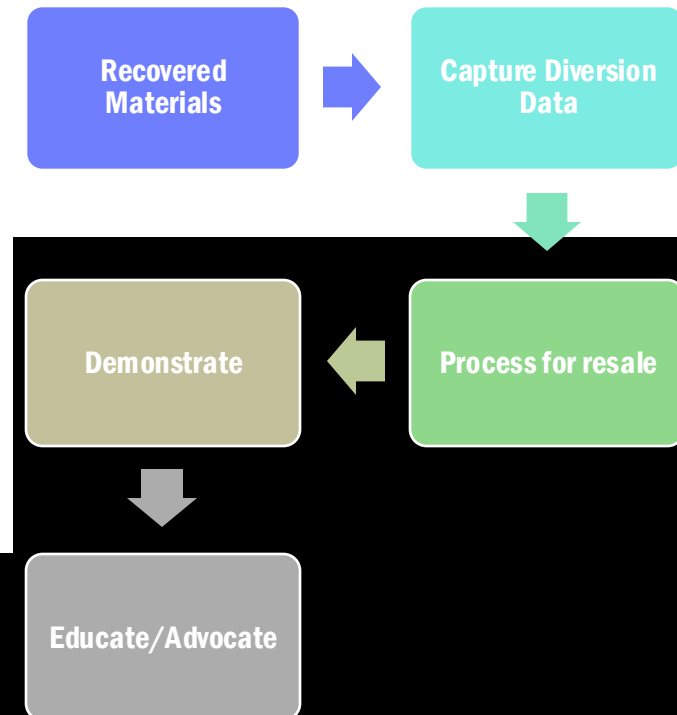 Recovered
Materials
Capture Diversion
Data
Process for resale
Demonstrate
Educate/Advocate